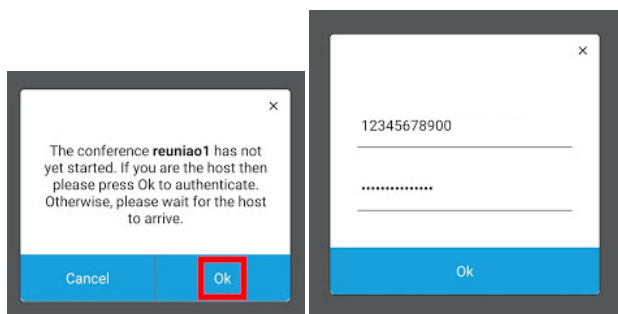 ×
The conference reuniao1 has not
yet started. If you are the host then
please press Ok to authenticate.
Otherwise, please wait for the host
to arrive.
Cancel Ok
×
12345678900
•••••••••••••••
Ok